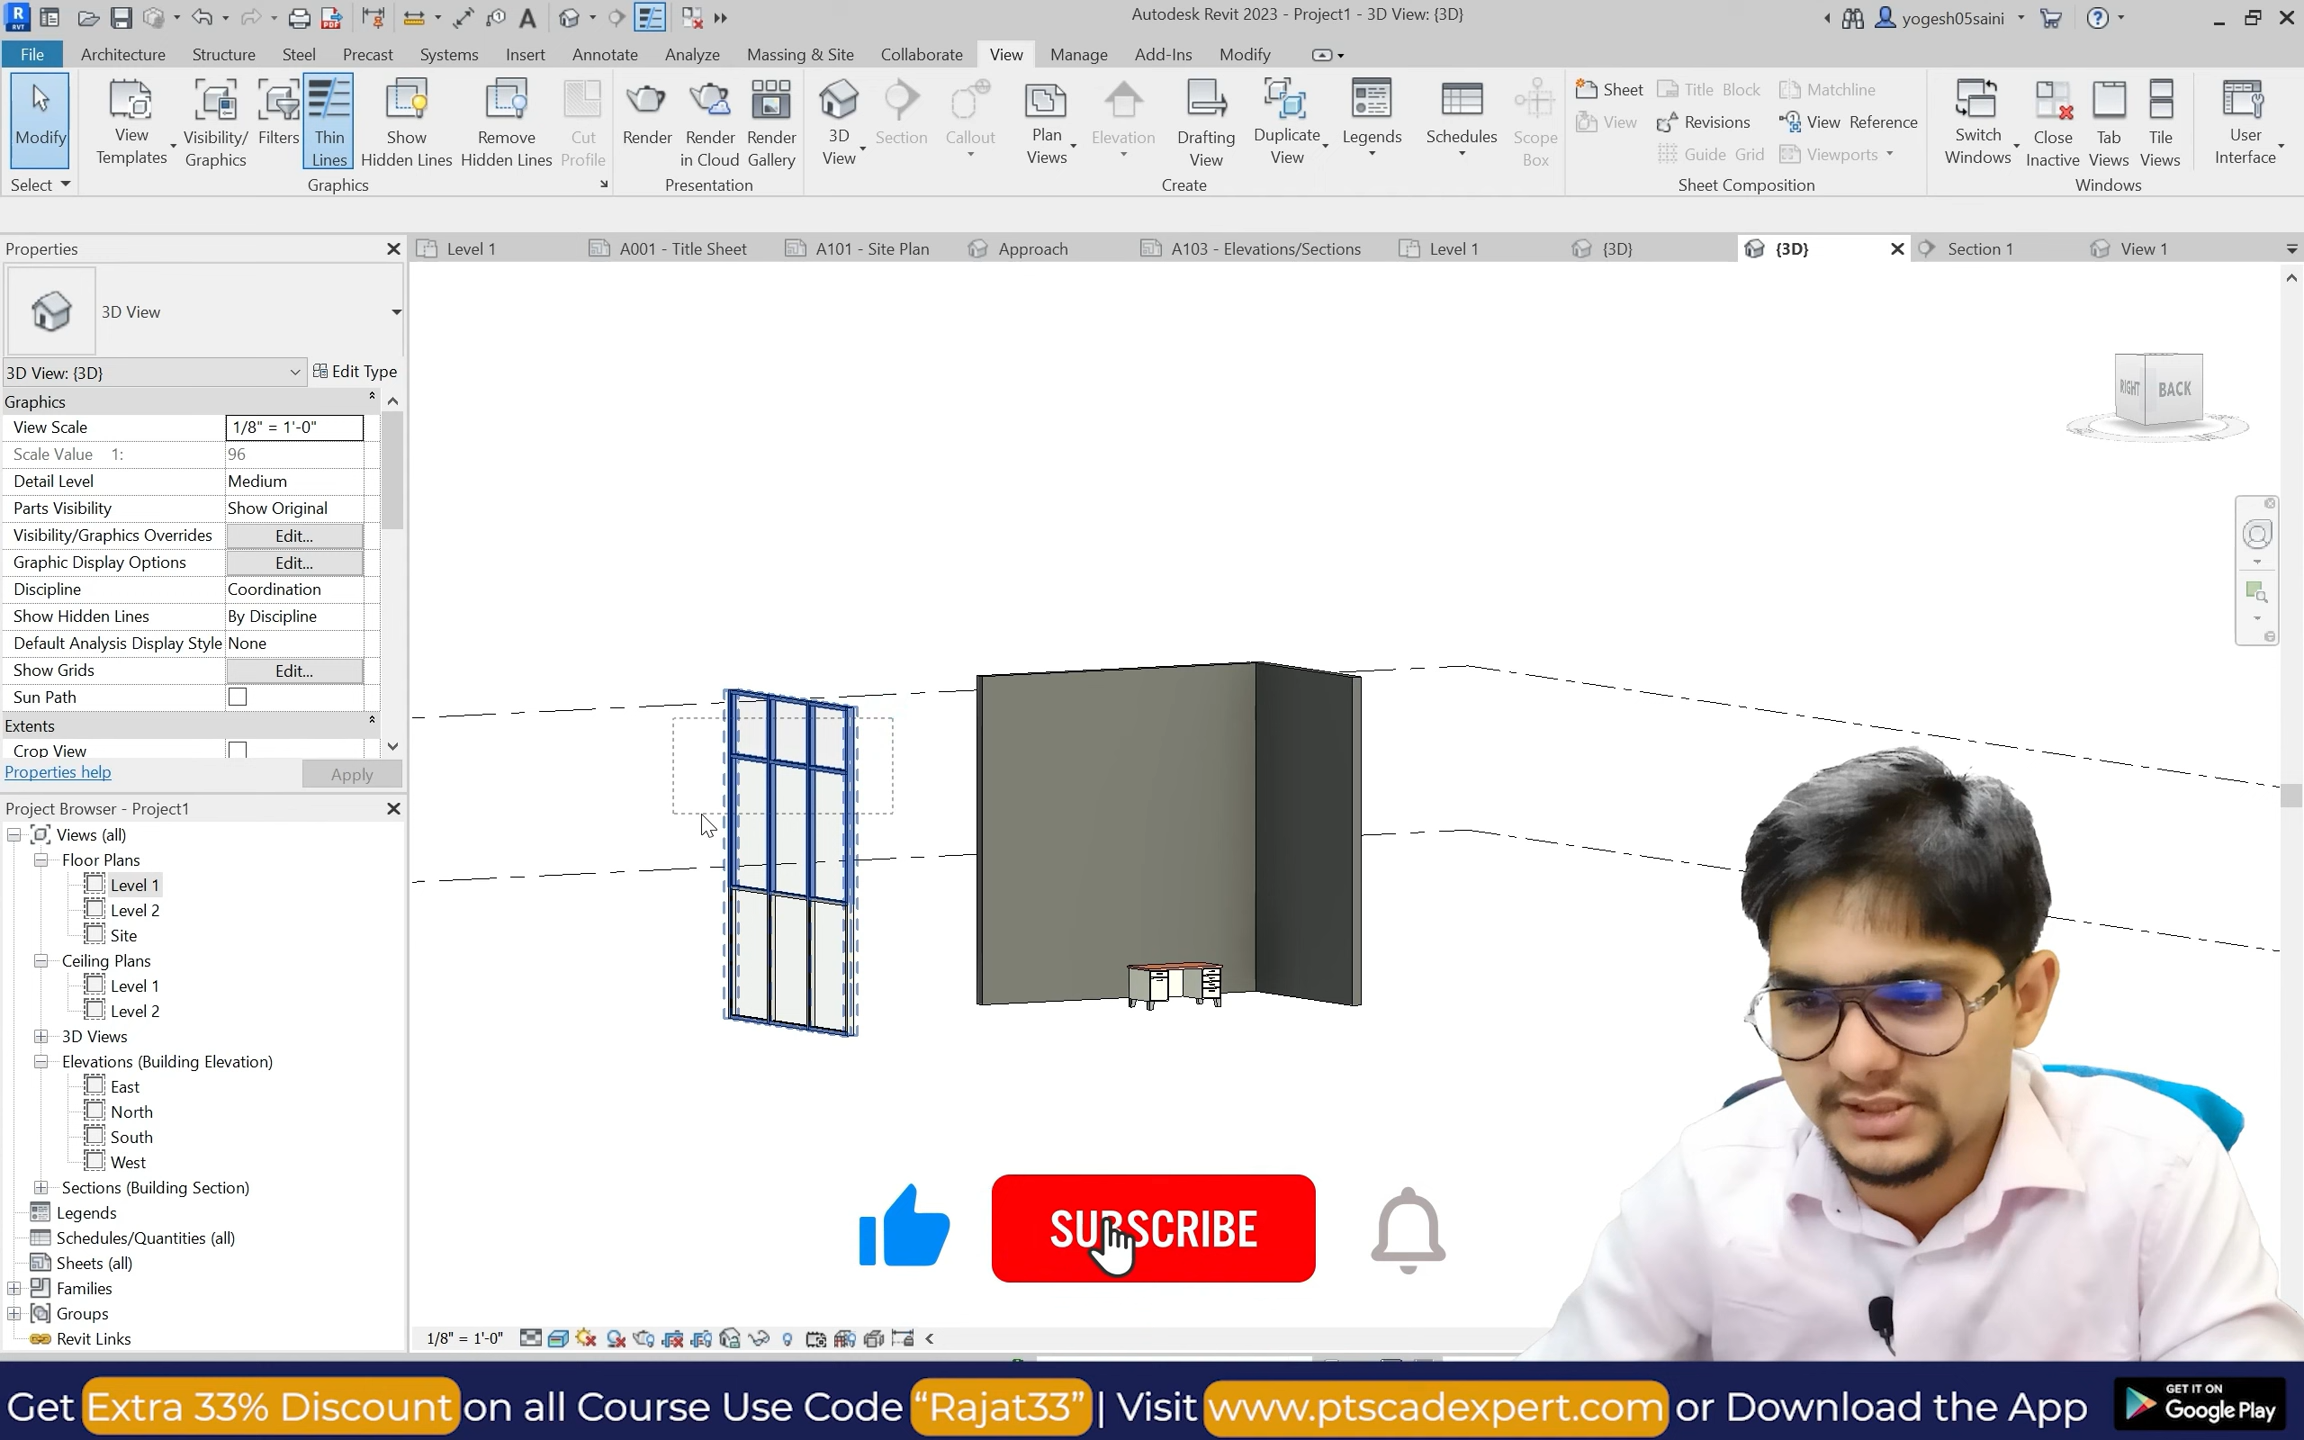 Autodesk Revit 2023 - Project1 - 3D View: {3D}
yogesh05saini
File Architecture Structure Steel Precast Systems Insert Annotate Analyze Massing & Site Collaborate View Manage Add-Ins Modify
Modify
View Templates
Visibility/ Graphics
Filters
Thin Lines
Show Hidden Lines
Remove Hidden Lines
Cut Profile
Render
Render in Cloud
Render Gallery
3D View
Section
Callout
Plan Views
Elevation
Drafting View
Duplicate View
Legends
Schedules
Scope Box
Sheet
Title Block
Matchline
View
Revisions
View Reference
Guide Grid
Viewports
Switch Windows
Close Inactive
Tab Views
Tile Views
User Interface
Select
Graphics
Presentation
Create
Sheet Composition
Windows
Level 1
A001 - Title Sheet
A101 - Site Plan
Approach
A103 - Elevations/Sections
Level 1
{3D}
{3D}
Section 1
View 1
Properties
3D View
3D View: {3D}
Edit Type
Graphics
View Scale 1/8" = 1'-0"
Scale Value 1: 96
Detail Level Medium
Parts Visibility Show Original
Visibility/Graphics Overrides Edit...
Graphic Display Options Edit...
Discipline Coordination
Show Hidden Lines By Discipline
Default Analysis Display Style None
Show Grids Edit...
Sun Path
Extents
Crop View
Properties help
Apply
Project Browser - Project1
Views (all)
Floor Plans
Level 1
Level 2
Site
Ceiling Plans
Level 1
Level 2
3D Views
Elevations (Building Elevation)
East
North
South
West
Sections (Building Section)
Legends
Schedules/Quantities (all)
Sheets (all)
Families
Groups
Revit Links
RIGHT
BACK
SUBSCRIBE
1/8" = 1'-0"
Get Extra 33% Discount on all Course Use Code “Rajat33” | Visit www.ptscadexpert.com or Download the App
GET IT ON
Google Play